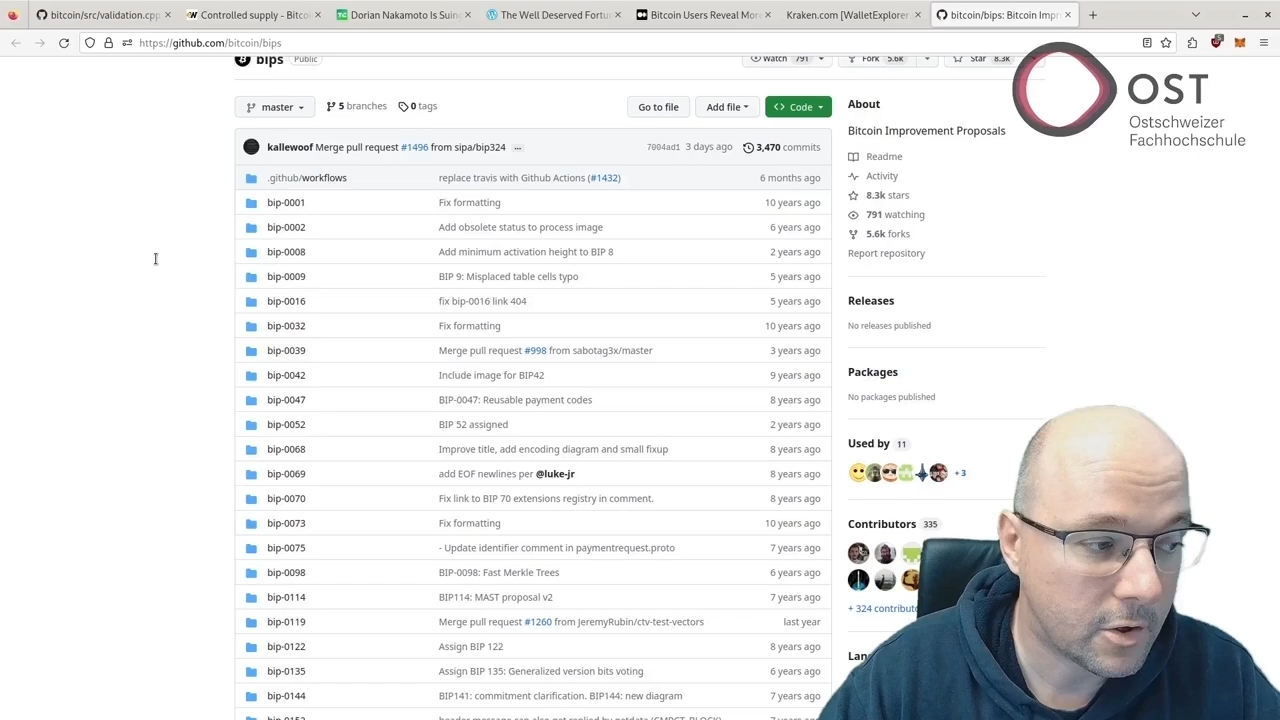 bitcoin/src/validation.cpp
Controlled supply - Bitco
Dorian Nakamoto Is Suin
The Well Deserved Fortu
Bitcoin Users Reveal Mor
Kraken.com [WalletExplorer
bitcoin/bips: Bitcoin Impr
https://github.com/bitcoin/bips
bips Public
Watch 791
Fork 5.6k
Star 8.3k
OST
Ostschweizer
Fachhochschule
master 5 branches 0 tags Go to file Add file Code
kallewoof Merge pull request #1496 from sipa/bip324 ... 7004ad1 3 days ago 3,470 commits
.github/workflows replace travis with Github Actions (#1432) 6 months ago
bip-0001 Fix formatting 10 years ago
bip-0002 Add obsolete status to process image 6 years ago
bip-0008 Add minimum activation height to BIP 8 2 years ago
bip-0009 BIP 9: Misplaced table cells typo 5 years ago
bip-0016 fix bip-0016 link 404 5 years ago
bip-0032 Fix formatting 10 years ago
bip-0039 Merge pull request #998 from sabotag3x/master 3 years ago
bip-0042 Include image for BIP42 9 years ago
bip-0047 BIP-0047: Reusable payment codes 8 years ago
bip-0052 BIP 52 assigned 2 years ago
bip-0068 Improve title, add encoding diagram and small fixup 8 years ago
bip-0069 add EOF newlines per @luke-jr 8 years ago
bip-0070 Fix link to BIP 70 extensions registry in comment. 8 years ago
bip-0073 Fix formatting 10 years ago
bip-0075 - Update identifier comment in paymentrequest.proto 7 years ago
bip-0098 BIP-0098: Fast Merkle Trees 6 years ago
bip-0114 BIP114: MAST proposal v2 7 years ago
bip-0119 Merge pull request #1260 from JeremyRubin/ctv-test-vectors last year
bip-0122 Assign BIP 122 8 years ago
bip-0135 Assign BIP 135: Generalized version bits voting 6 years ago
bip-0144 BIP141: commitment clarification. BIP144: new diagram 7 years ago
bip-0152 header message can also get replied by getdata (CMPCT_BLOCK) 7 years ago
About
Bitcoin Improvement Proposals
Readme
Activity
8.3k stars
791 watching
5.6k forks
Report repository
Releases
No releases published
Packages
No packages published
Used by 11
+ 3
Contributors 335
+ 324 contributo
Lan